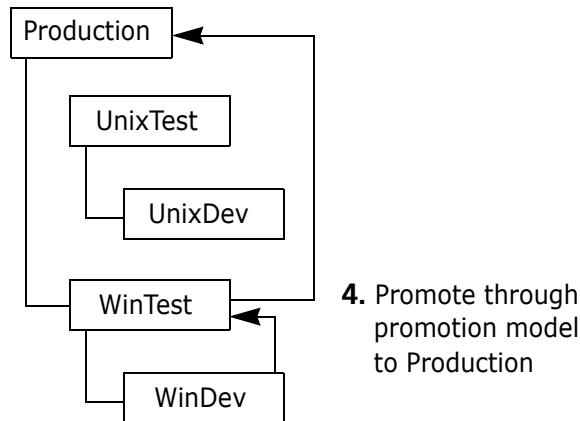 Production
UnixTest
UnixDev
WinTest
4. Promote through
promotion model
to Production
WinDev